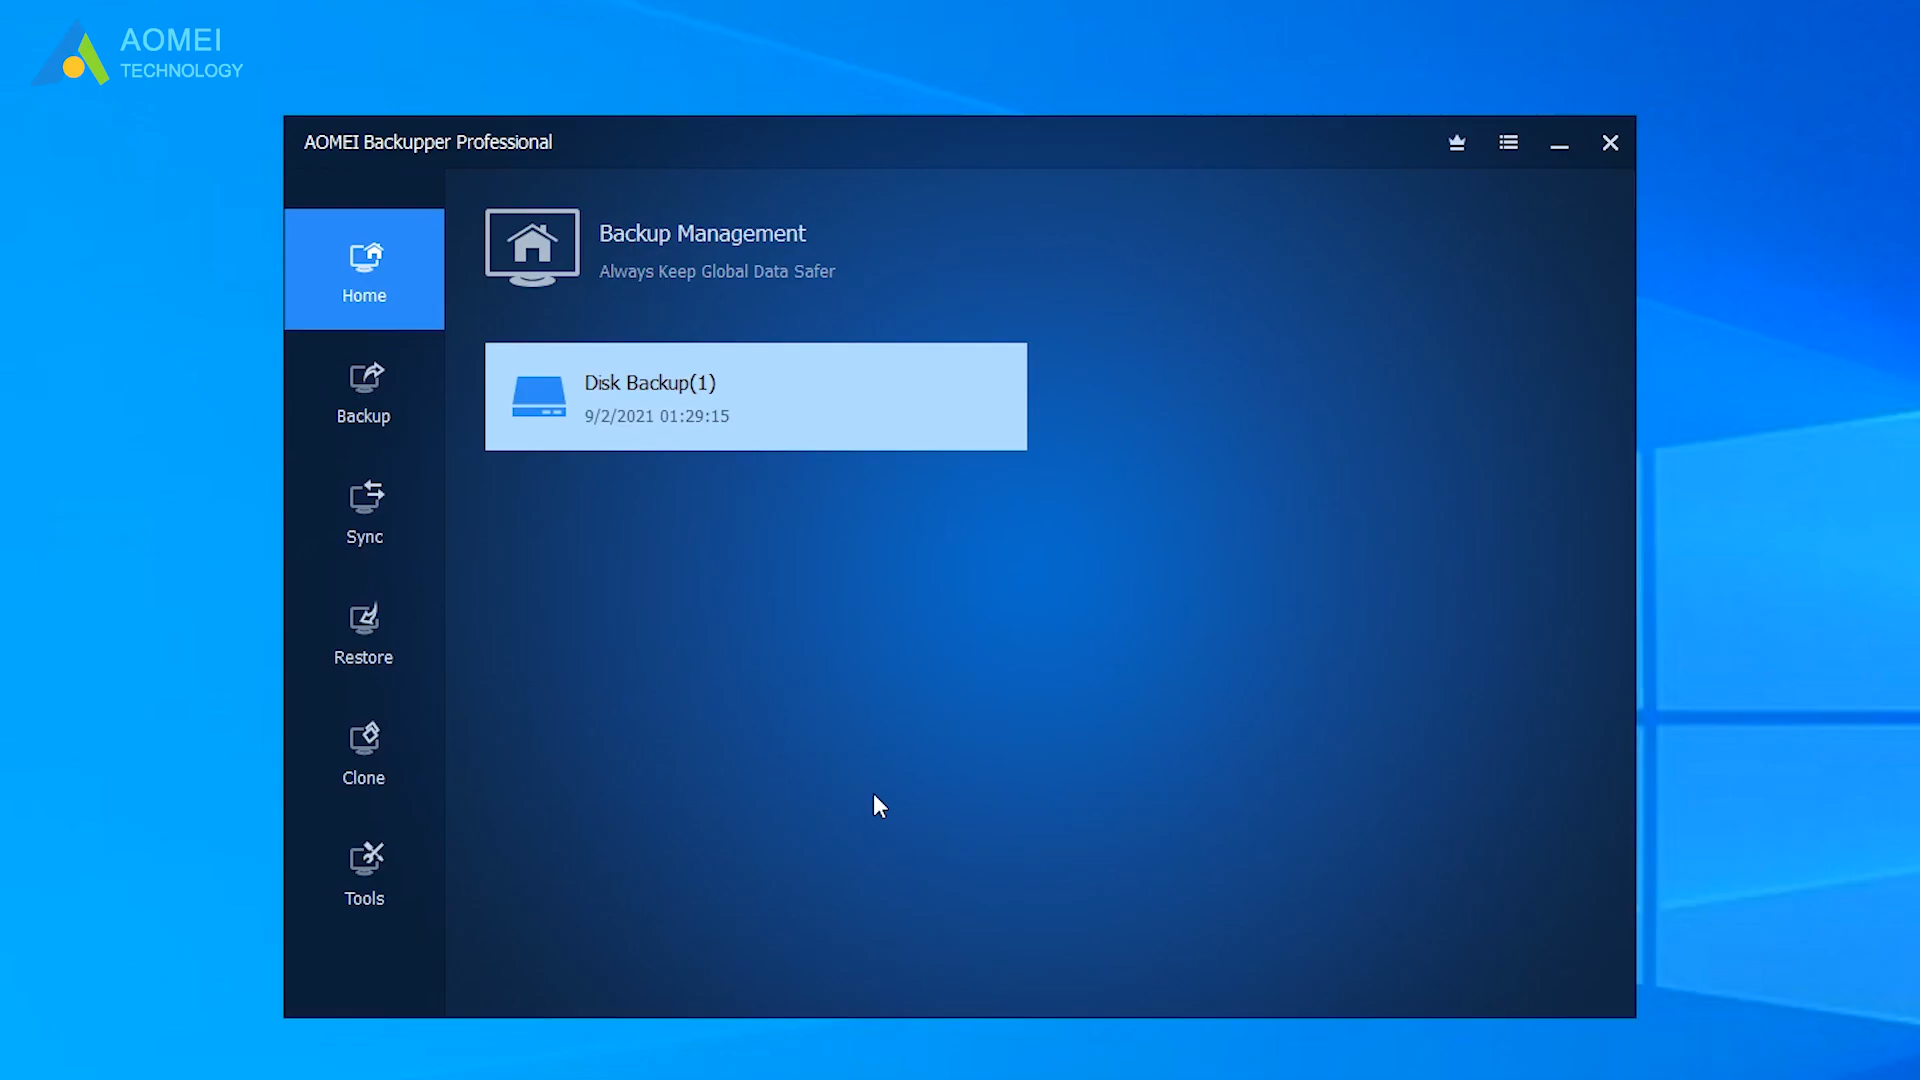 AOMEI
TECHNOLOGY
AOMEI Backupper Professional
Home
Backup
Sync
Restore
Clone
Tools
Backup Management
Always Keep Global Data Safer
Disk Backup(1)
9/2/2021 01:29:15